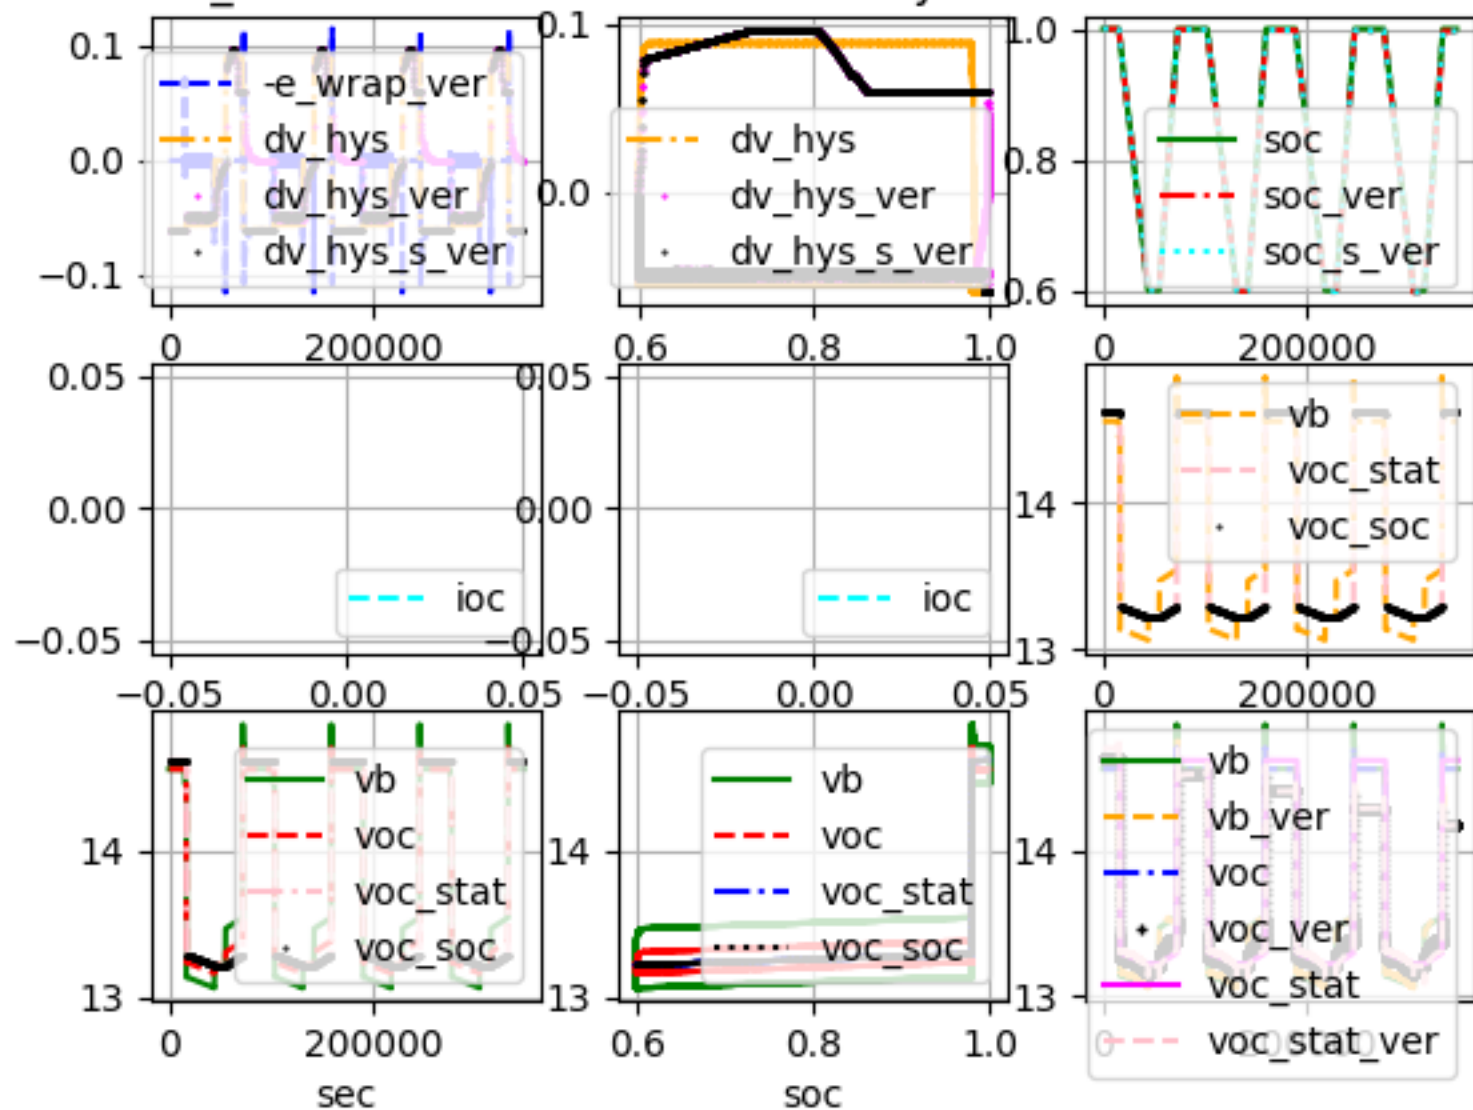 0.1
0.0
−0.1
-e_wrap_ver
dv_hys
dv_hys_ver
dv_hys_s_ver
0 200000
0.1
0.0
dv_hys
dv_hys_ver
dv_hys_s_ver
0.6 0.8 1.0
1.0
0.8
0.6
soc
soc_ver
soc_s_ver
0 200000
0.05
0.00
−0.05
ioc
−0.05 0.00 0.05
0.05
0.00
−0.05
ioc
−0.05 0.00 0.05
14
13
vb
voc_stat
voc_soc
0 200000
14
13
vb
voc
voc_stat
voc_soc
0 200000
sec
14
13
vb
voc
voc_stat
voc_soc
0.6 0.8 1.0
soc
14
13
vb
vb_ver
voc
voc_ver
voc_stat
voc_stat_ver
0 200000